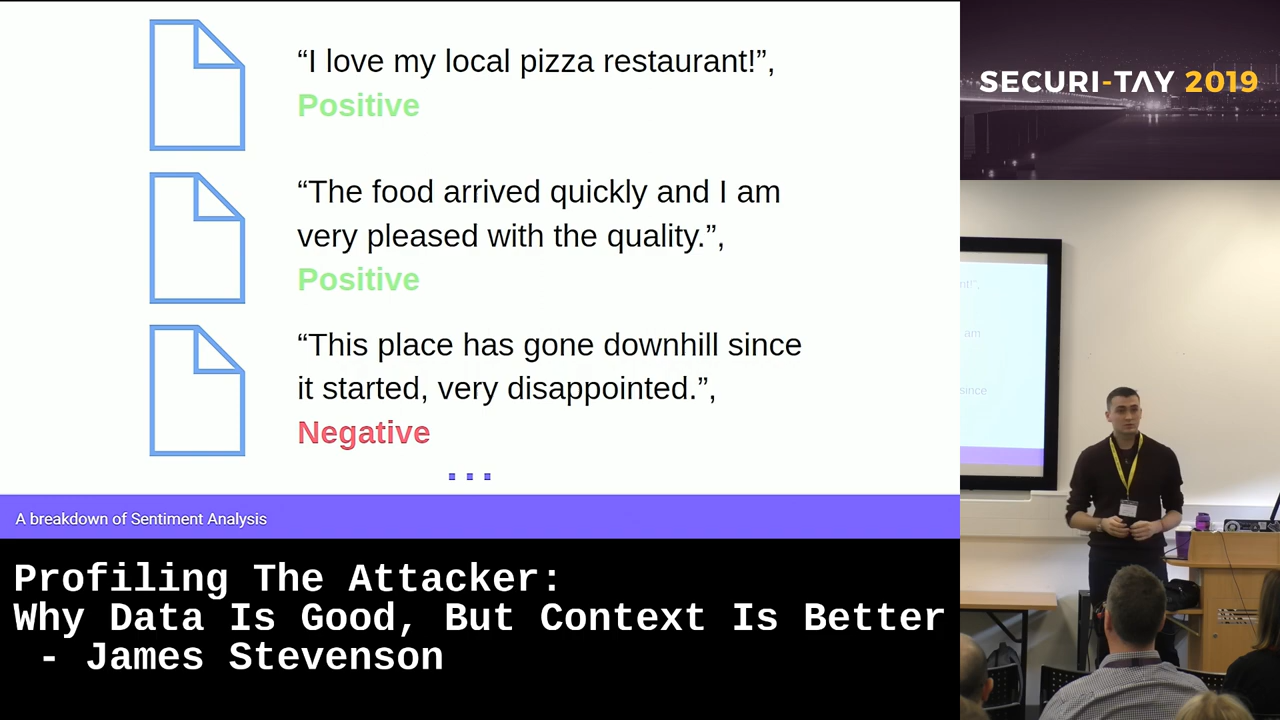 “I love my local pizza restaurant!”,
Positive
“The food arrived quickly and I am
very pleased with the quality.”,
Positive
“This place has gone downhill since
it started, very disappointed.”,
Negative
...
A breakdown of Sentiment Analysis
Profiling The Attacker:
Why Data Is Good, But Context Is Better
- James Stevenson
SECURI-TAY 2019
am
since